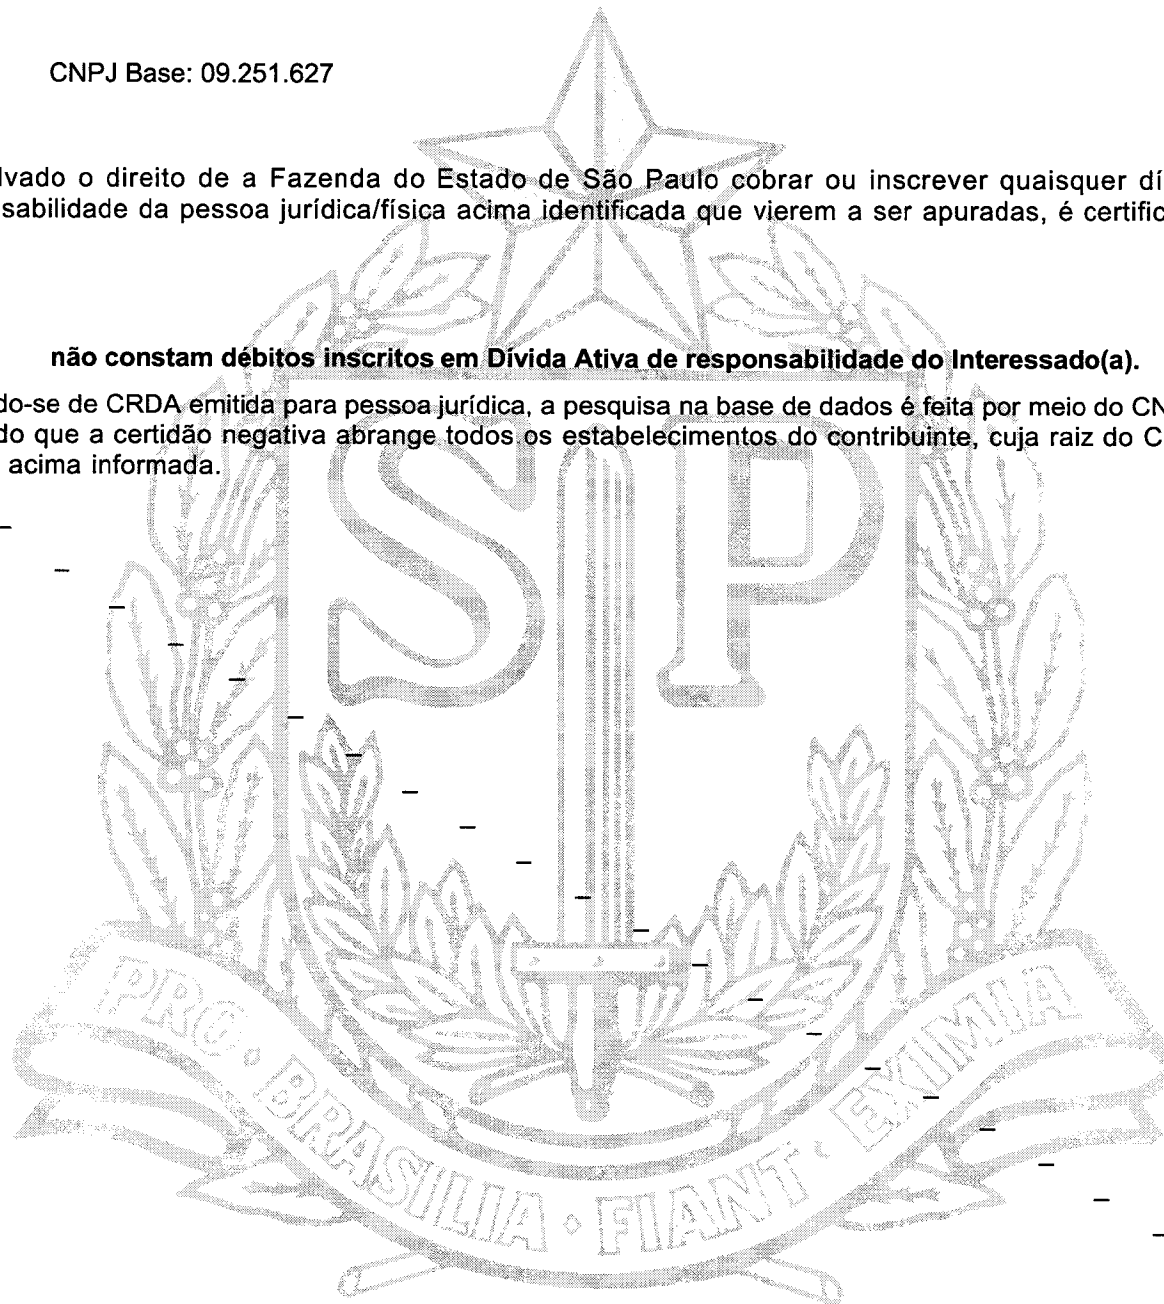 CNPJ Base: 09.251.627
lvado o direito de a Fazenda do Estado de São Paulo cobrar ou inscrever quaisquer dí
sabilidade da pessoa jurídica/física acima identificada que vierem a ser apuradas, é certific
não constam débitos inscritos em Dívida Ativa de responsabilidade do Interessado(a).
do-se de CRDA emitida para pessoa jurídica, a pesquisa na base de dados é feita por meio do CN
do que a certidão negativa abrange todos os estabelecimentos do contribuinte, cuja raiz do C
acima informada.
SP
PRO • BRASILIA • FIANT • EXIMIA